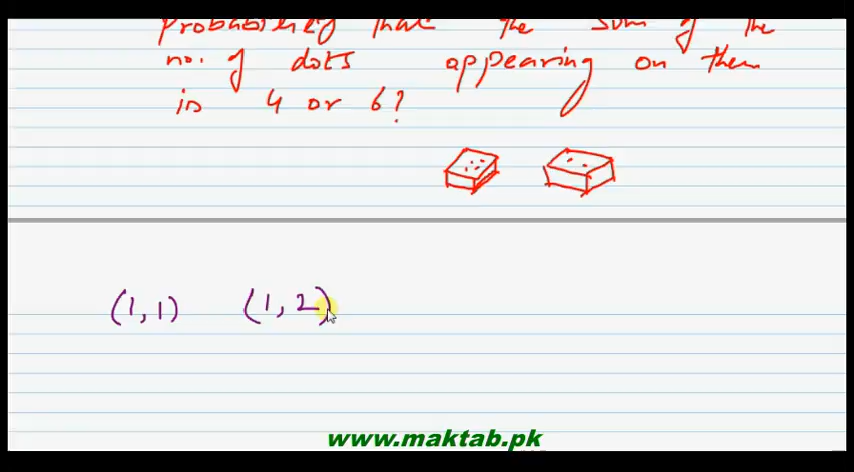 probability that the sum of the
no. of dots appearing on them
is 4 or 6?
(1, 1) (1, 2)
www.maktab.pk